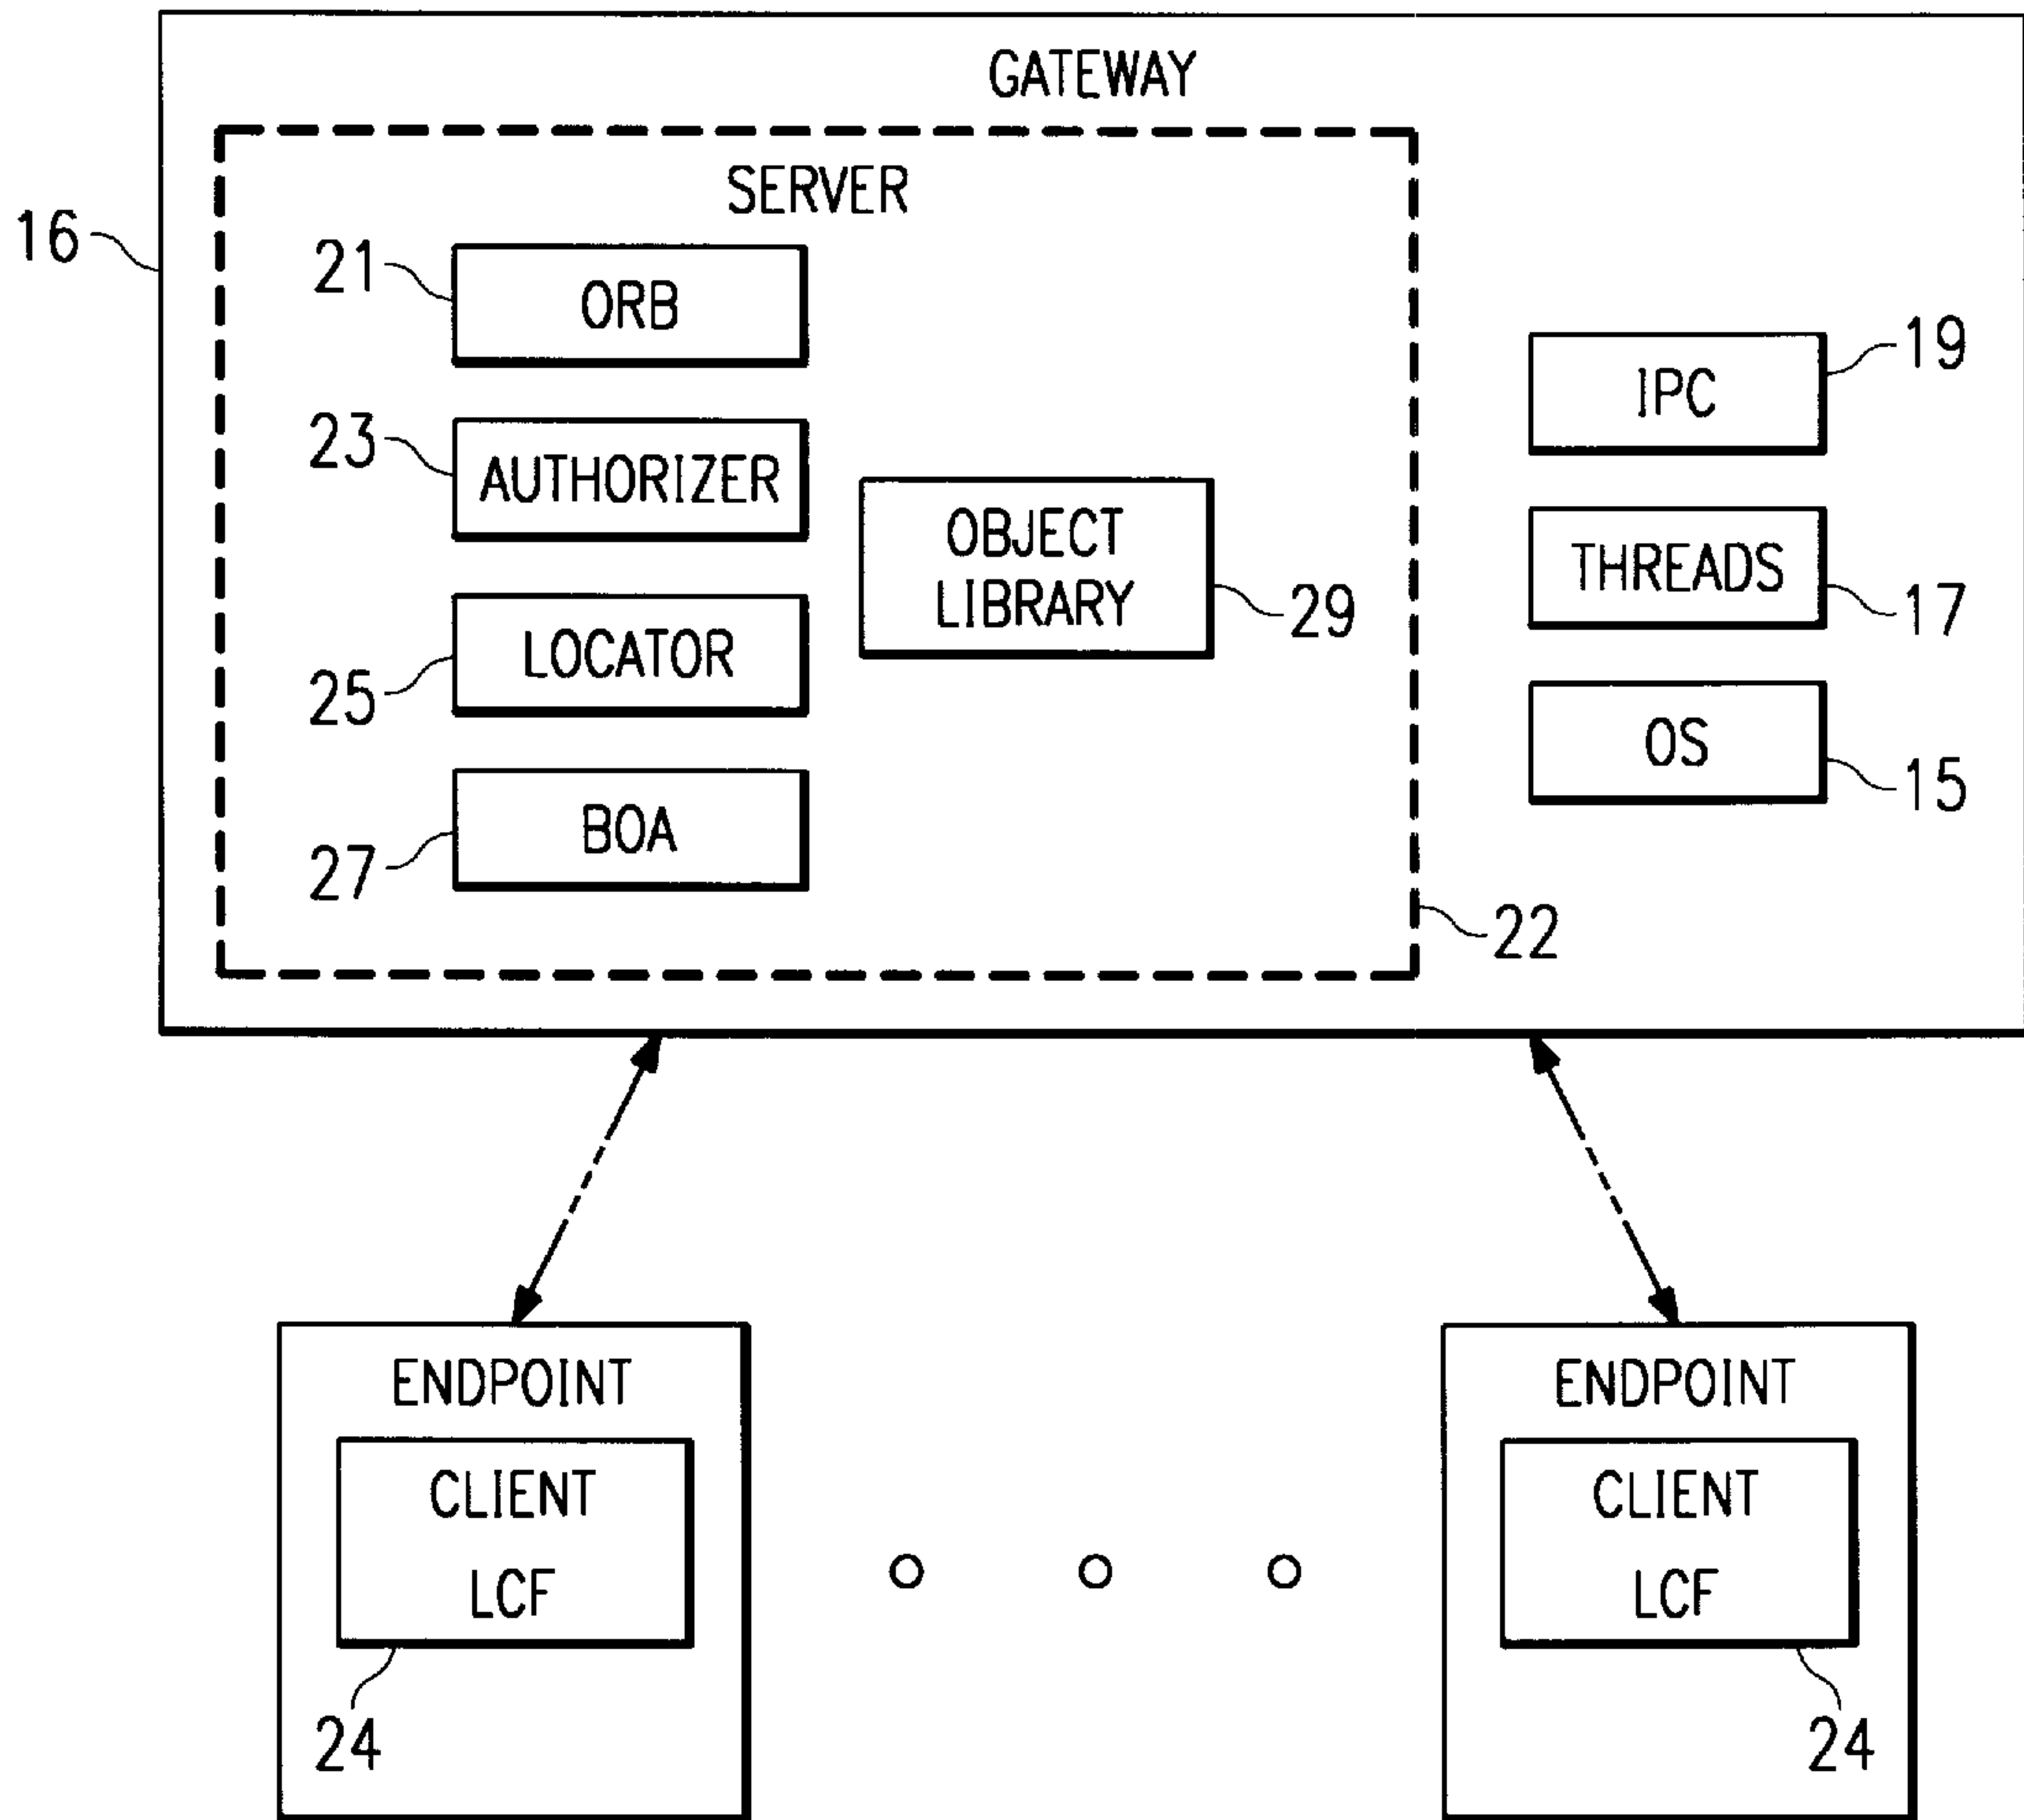 GATEWAY
SERVER
16
21
ORB
19
IPC
23
AUTHORIZER
OBJECT
LIBRARY
29
THREADS
17
25
LOCATOR
OS
15
27
BOA
22
ENDPOINT
CLIENT
LCF
24
ENDPOINT
CLIENT
LCF
24